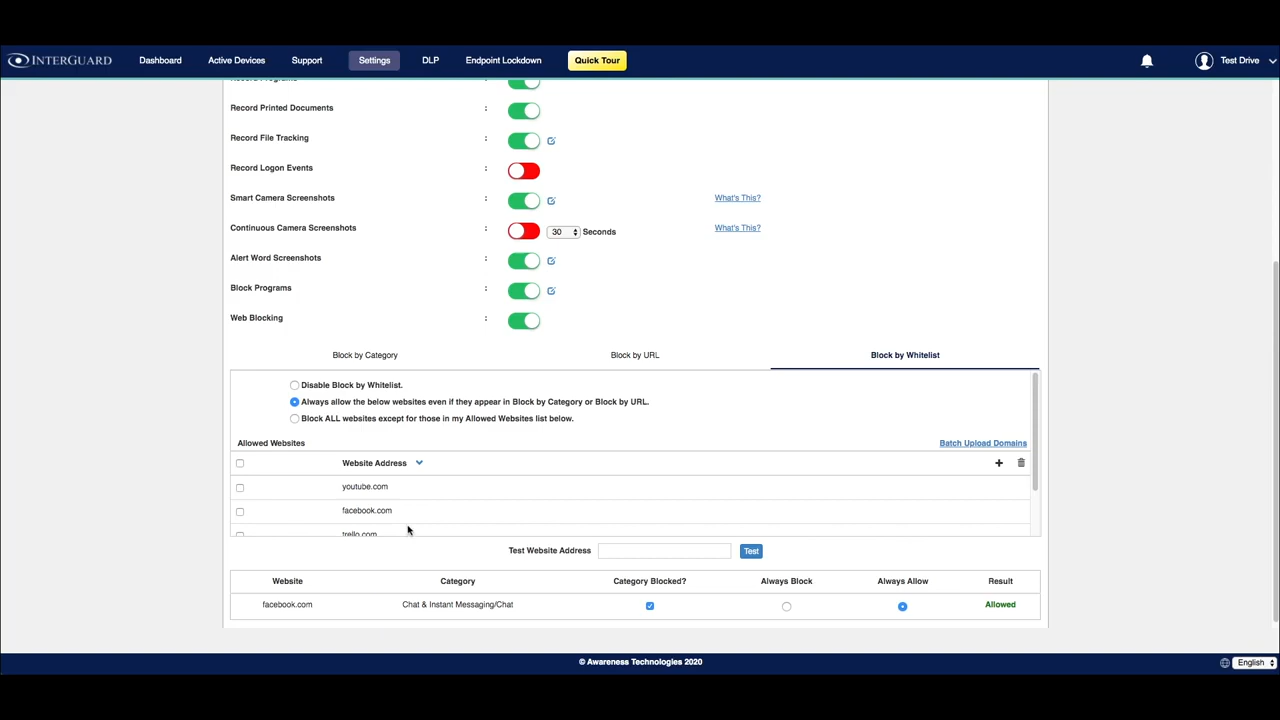 INTERGUARD Dashboard Active Devices Support Settings DLP Endpoint Lockdown Quick Tour Test Drive
Record Programs
Record Printed Documents :
Record File Tracking :
Record Logon Events :
Smart Camera Screenshots : What's This?
Continuous Camera Screenshots : 30 Seconds What's This?
Alert Word Screenshots :
Block Programs :
Web Blocking :
Block by Category Block by URL Block by Whitelist
Disable Block by Whitelist.
Always allow the below websites even if they appear in Block by Category or Block by URL.
Block ALL websites except for those in my Allowed Websites list below.
Allowed Websites Batch Upload Domains
Website Address
youtube.com
facebook.com
trello.com
Test Website Address Test
Website Category Category Blocked? Always Block Always Allow Result
facebook.com Chat & Instant Messaging/Chat Allowed
© Awareness Technologies 2020 English